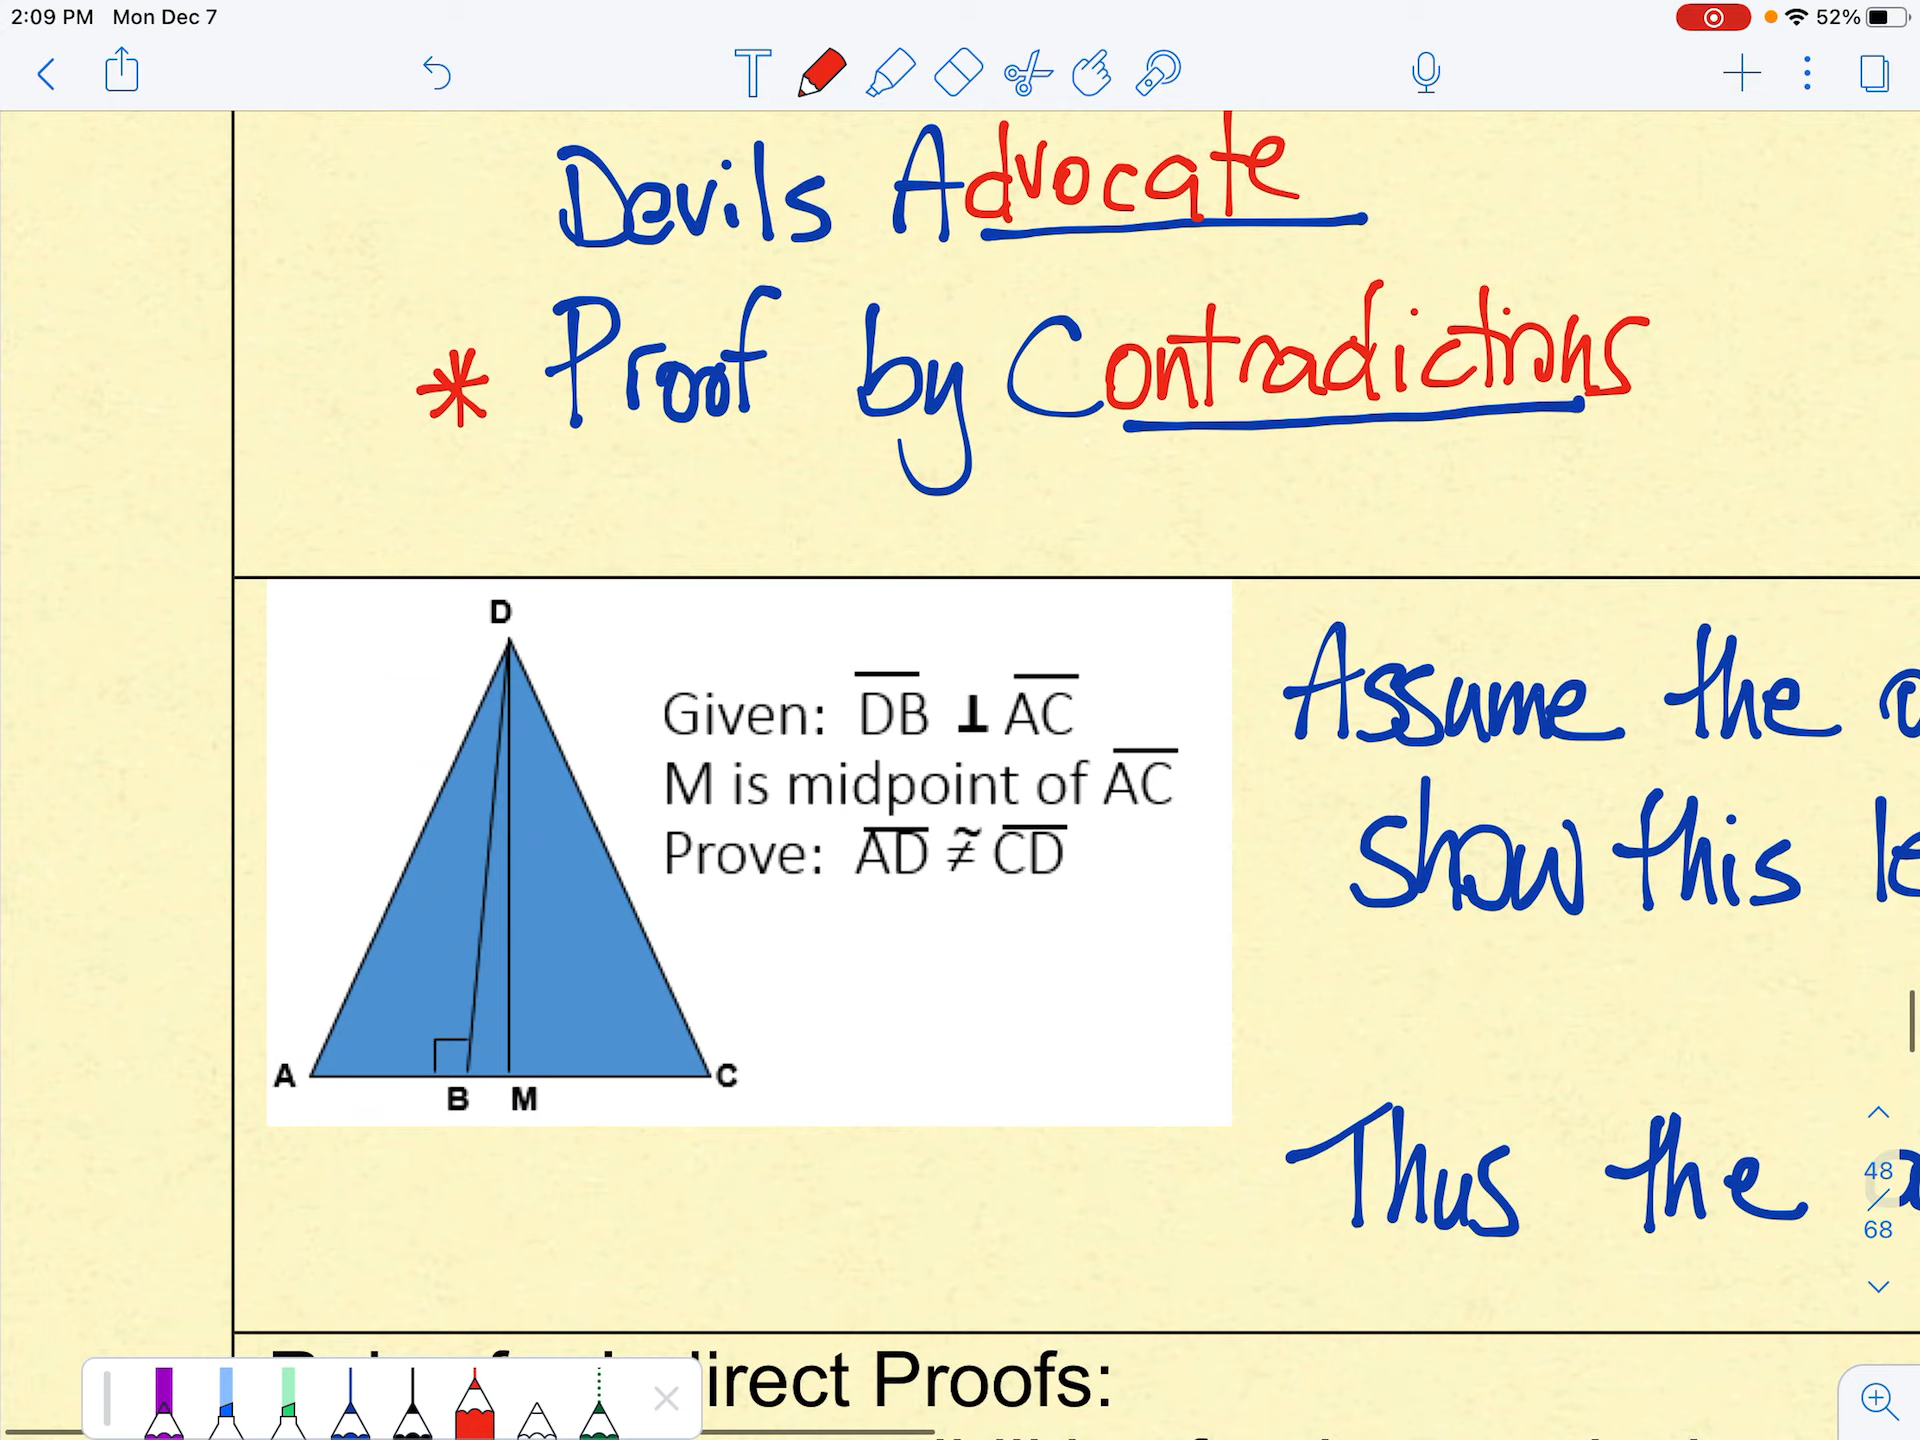 2:09 PM Mon Dec 7
52%
T
Devils Advocate
* Proof by Contradictions
D
Given: DB ⊥ AC
M is midpoint of AC
Prove: AD ≇ CD
A
B M
C
Assume the
show this
Thus the
48
/
68
irect Proofs: